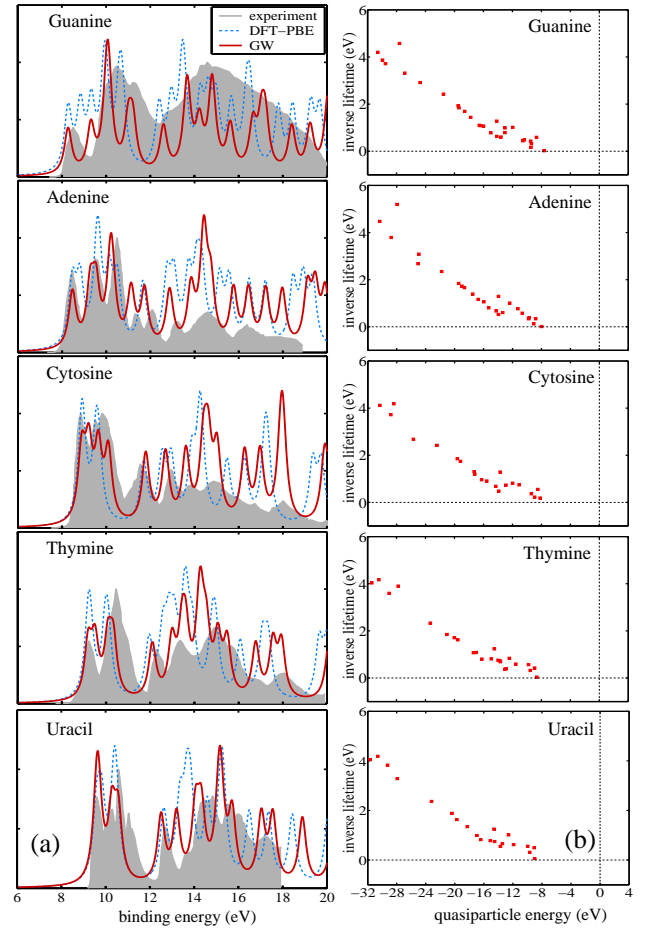 Guanine
experiment
DFT−PBE
GW
Adenine
Cytosine
Thymine
Uracil
(a)
6 8 10 12 14 16 18 20
binding energy (eV)
Guanine
6
4
2
0
inverse lifetime (eV)
Adenine
6
4
2
0
inverse lifetime (eV)
Cytosine
6
4
2
0
inverse lifetime (eV)
Thymine
6
4
2
0
inverse lifetime (eV)
Uracil
6
4
2
0
inverse lifetime (eV)
(b)
−32 −28 −24 −20 −16 −12 −8 −4 0 4
quasiparticle energy (eV)